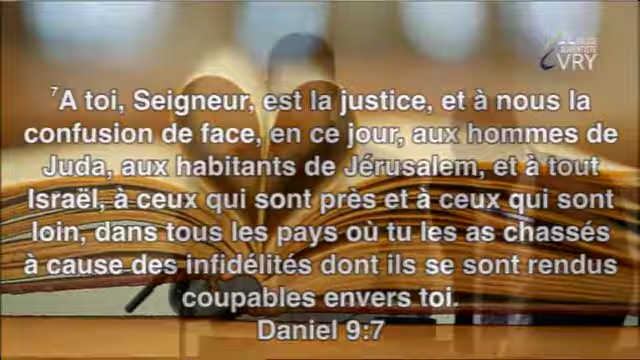 ÉGLISE
ADVENTISTE
ÉVRY
⁷A toi, Seigneur, est la justice, et à nous la
confusion de face, en ce jour, aux hommes de
Juda, aux habitants de Jérusalem, et à tout
Israël, à ceux qui sont près et à ceux qui sont
loin, dans tous les pays où tu les as chassés
à cause des infidélités dont ils se sont rendus
coupables envers toi.
Daniel 9:7